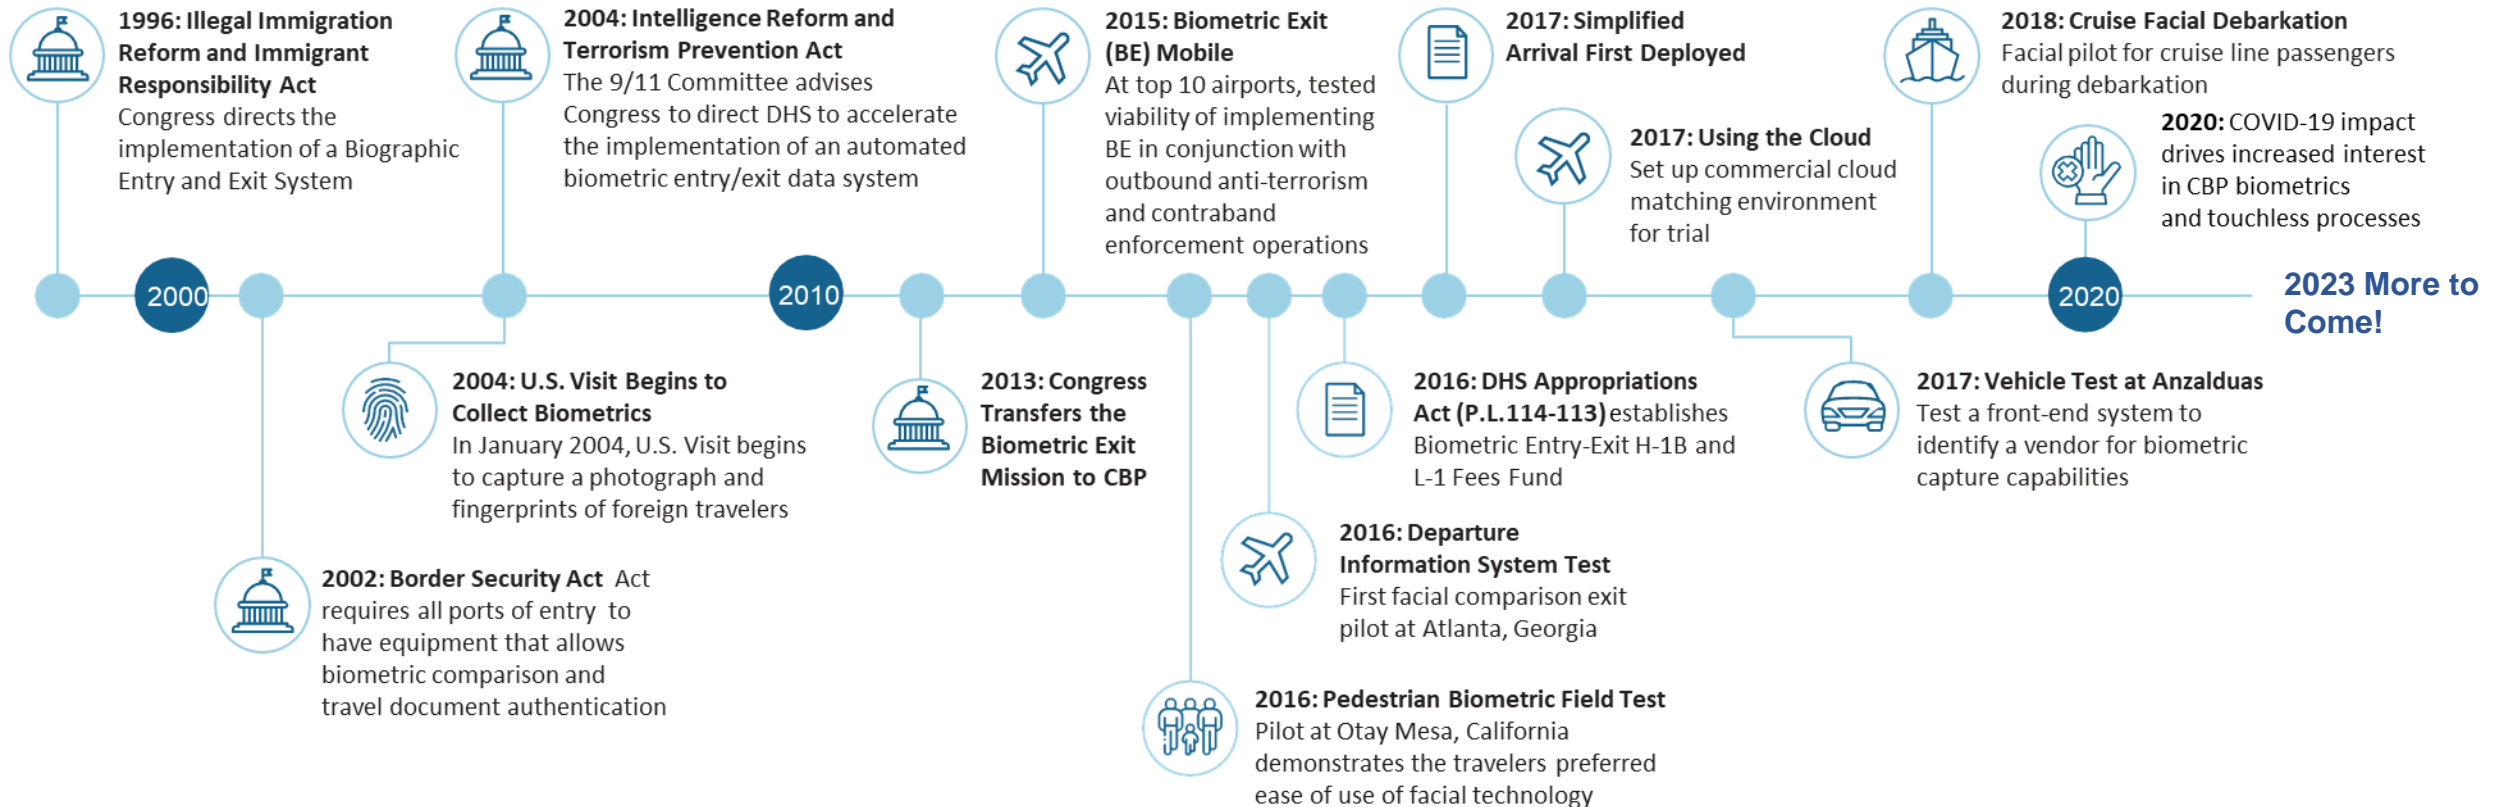 1996: Illegal Immigration
Reform and Immigrant
Responsibility Act
Congress directs the
implementation of a Biographic
Entry and Exit System
2004: Intelligence Reform and
Terrorism Prevention Act
The 9/11 Committee advises
Congress to direct DHS to accelerate
the implementation of an automated
biometric entry/exit data system
2015: Biometric Exit
(BE) Mobile
At top 10 airports, tested
viability of implementing
BE in conjunction with
outbound anti-terrorism
and contraband
enforcement operations
2017: Simplified
Arrival First Deployed
2017: Using the Cloud
Set up commercial cloud
matching environment
for trial
2018: Cruise Facial Debarkation
Facial pilot for cruise line passengers
during debarkation
2020: COVID-19 impact
drives increased interest
in CBP biometrics
and touchless processes
2000
2010
2020
2023 More to
Come!
2004: U.S. Visit Begins to
Collect Biometrics
In January 2004, U.S. Visit begins
to capture a photograph and
fingerprints of foreign travelers
2002: Border Security Act Act
requires all ports of entry to
have equipment that allows
biometric comparison and
travel document authentication
2013: Congress
Transfers the
Biometric Exit
Mission to CBP
2016: DHS Appropriations
Act (P.L.114-113) establishes
Biometric Entry-Exit H-1B and
L-1 Fees Fund
2016: Departure
Information System Test
First facial comparison exit
pilot at Atlanta, Georgia
2016: Pedestrian Biometric Field Test
Pilot at Otay Mesa, California
demonstrates the travelers preferred
ease of use of facial technology
2017: Vehicle Test at Anzalduas
Test a front-end system to
identify a vendor for biometric
capture capabilities